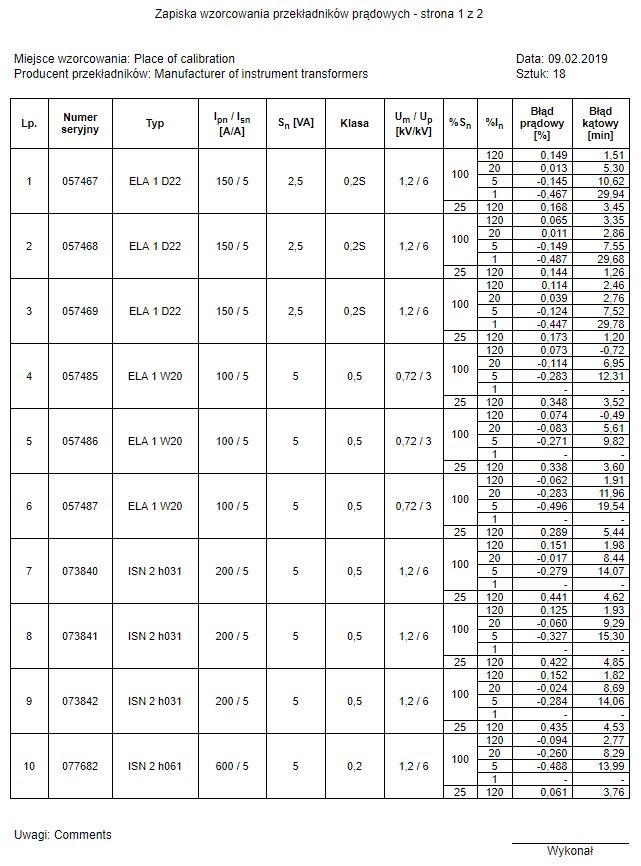 Zapiska wzorcowania przekładników prądowych - strona 1 z 2
Miejsce wzorcowania: Place of calibration Data: 09.02.2019
Producent przekładników: Manufacturer of instrument transformers Sztuk: 18
Lp. Numer seryjny Typ Ipn / Isn [A/A] Sn [VA] Klasa Um / Up [kV/kV] %Sn %In Błąd prądowy [%] Błąd kątowy [min]
1 057467 ELA 1 D22 150 / 5 2,5 0,2S 1,2 / 6
100 120 0,149 1,51
20 0,013 5,30
5 -0,145 10,62
1 -0,467 29,94
25 120 0,168 3,45
2 057468 ELA 1 D22 150 / 5 2,5 0,2S 1,2 / 6
100 120 0,065 3,35
20 0,011 2,86
5 -0,149 7,55
1 -0,487 29,68
25 120 0,144 1,26
3 057469 ELA 1 D22 150 / 5 2,5 0,2S 1,2 / 6
100 120 0,114 2,46
20 0,039 2,76
5 -0,124 7,52
1 -0,447 29,78
25 120 0,173 1,20
4 057485 ELA 1 W20 100 / 5 5 0,5 0,72 / 3
100 120 0,073 -0,72
20 -0,114 6,95
5 -0,283 12,31
1 - -
25 120 0,348 3,52
5 057486 ELA 1 W20 100 / 5 5 0,5 0,72 / 3
100 120 0,074 -0,49
20 -0,083 5,61
5 -0,271 9,82
1 - -
25 120 0,338 3,60
6 057487 ELA 1 W20 100 / 5 5 0,5 0,72 / 3
100 120 -0,062 1,91
20 -0,283 11,96
5 -0,496 19,54
1 - -
25 120 0,289 5,44
7 073840 ISN 2 h031 200 / 5 5 0,5 1,2 / 6
100 120 0,151 1,98
20 -0,017 8,44
5 -0,279 14,07
1 - -
25 120 0,441 4,62
8 073841 ISN 2 h031 200 / 5 5 0,5 1,2 / 6
100 120 0,125 1,93
20 -0,060 9,29
5 -0,327 15,30
1 - -
25 120 0,422 4,85
9 073842 ISN 2 h031 200 / 5 5 0,5 1,2 / 6
100 120 0,152 1,82
20 -0,024 8,69
5 -0,284 14,06
1 - -
25 120 0,435 4,53
10 077682 ISN 2 h061 600 / 5 5 0,2 1,2 / 6
100 120 -0,094 2,77
20 -0,260 8,29
5 -0,488 13,99
1 - -
25 120 0,061 3,76
Uwagi: Comments
Wykonał